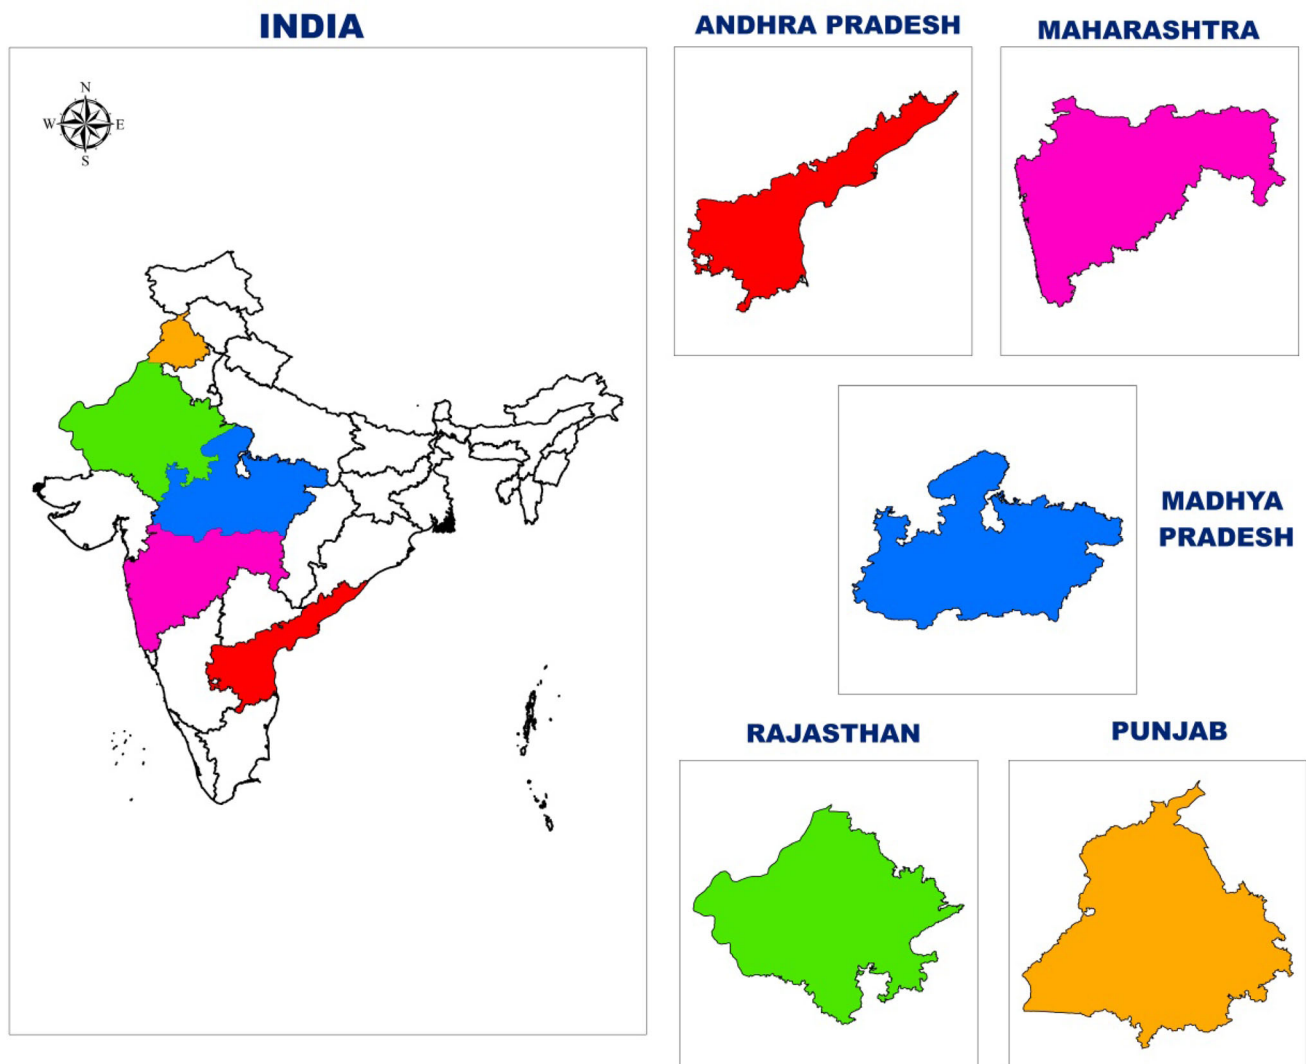 INDIA
ANDHRA PRADESH
MAHARASHTRA
N
W
E
S
MADHYA
PRADESH
RAJASTHAN
PUNJAB